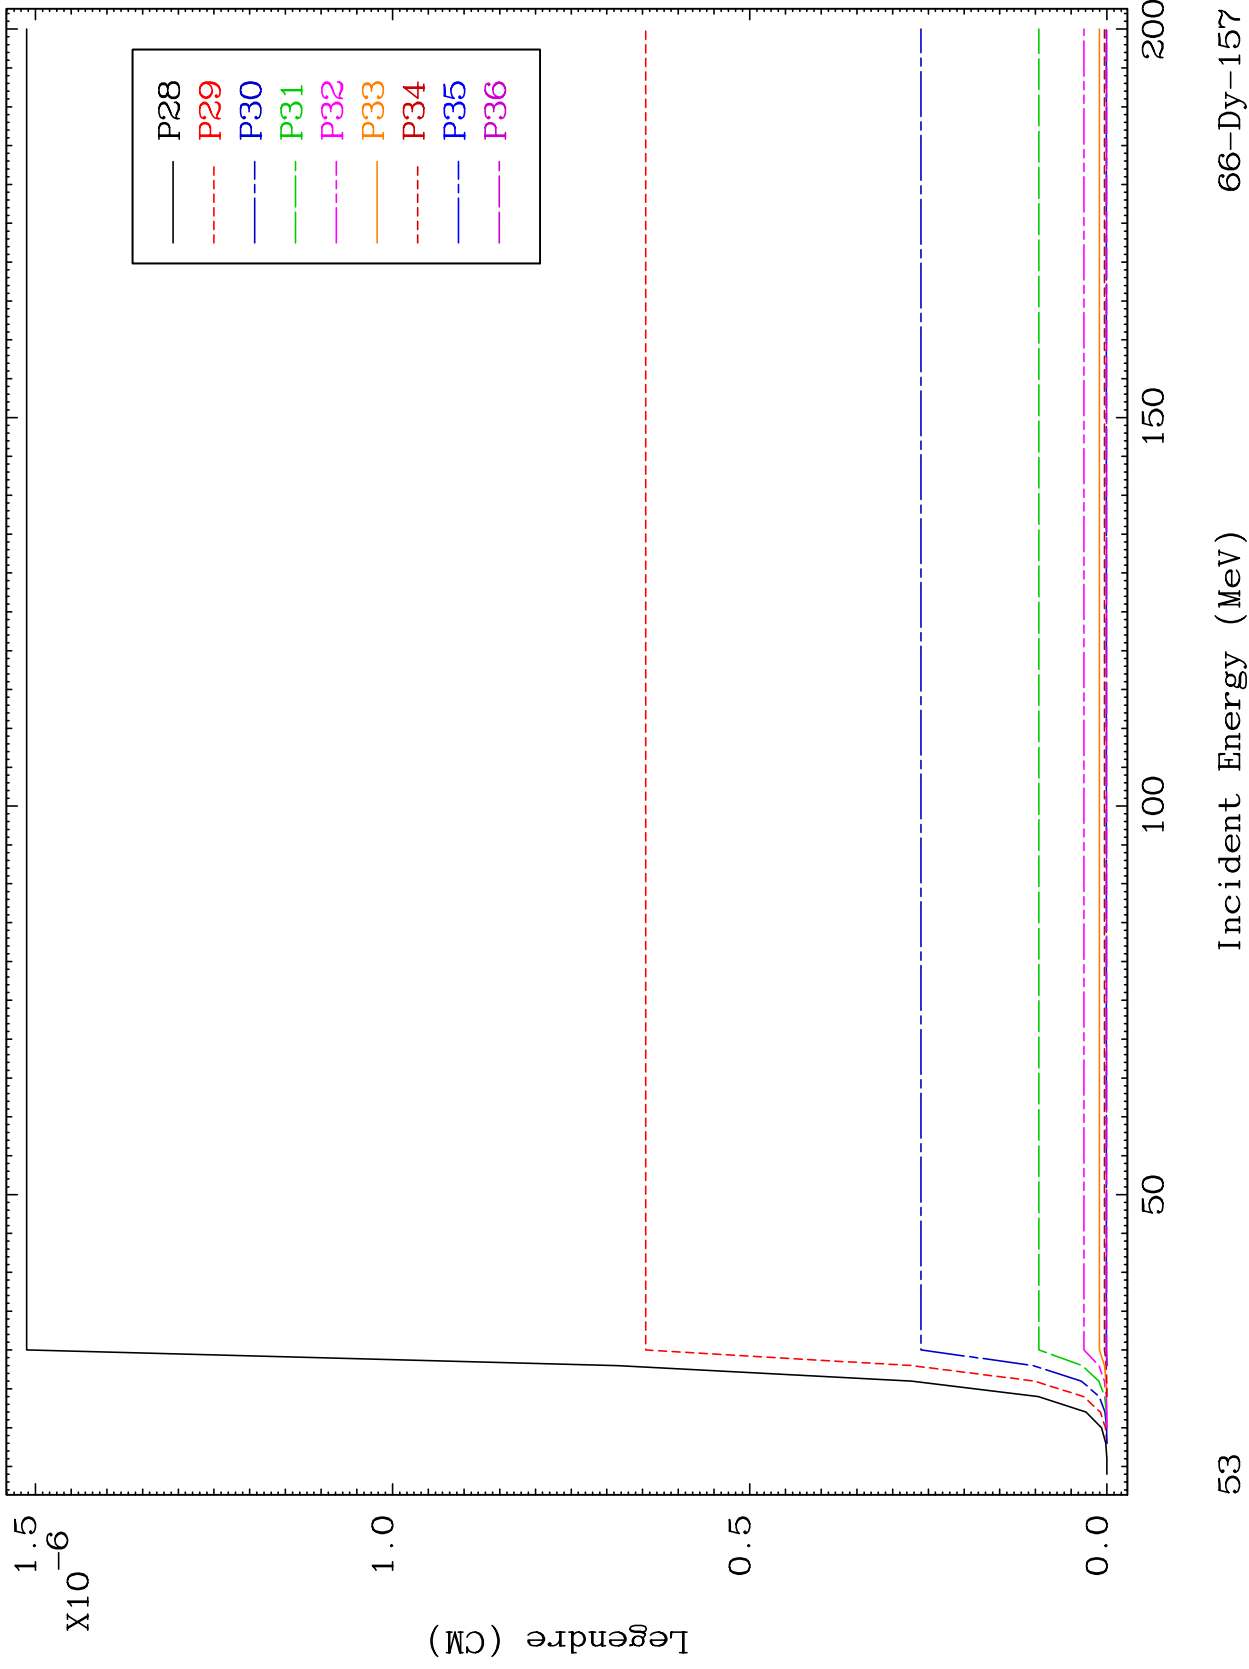 Legendre (CM)
X10-6
1.5
1.0
0.5
0.0
P28
P29
P30
P31
P32
P33
P34
P35
P36
50
100
150
200
53
Incident Energy (MeV)
66-Dy-157